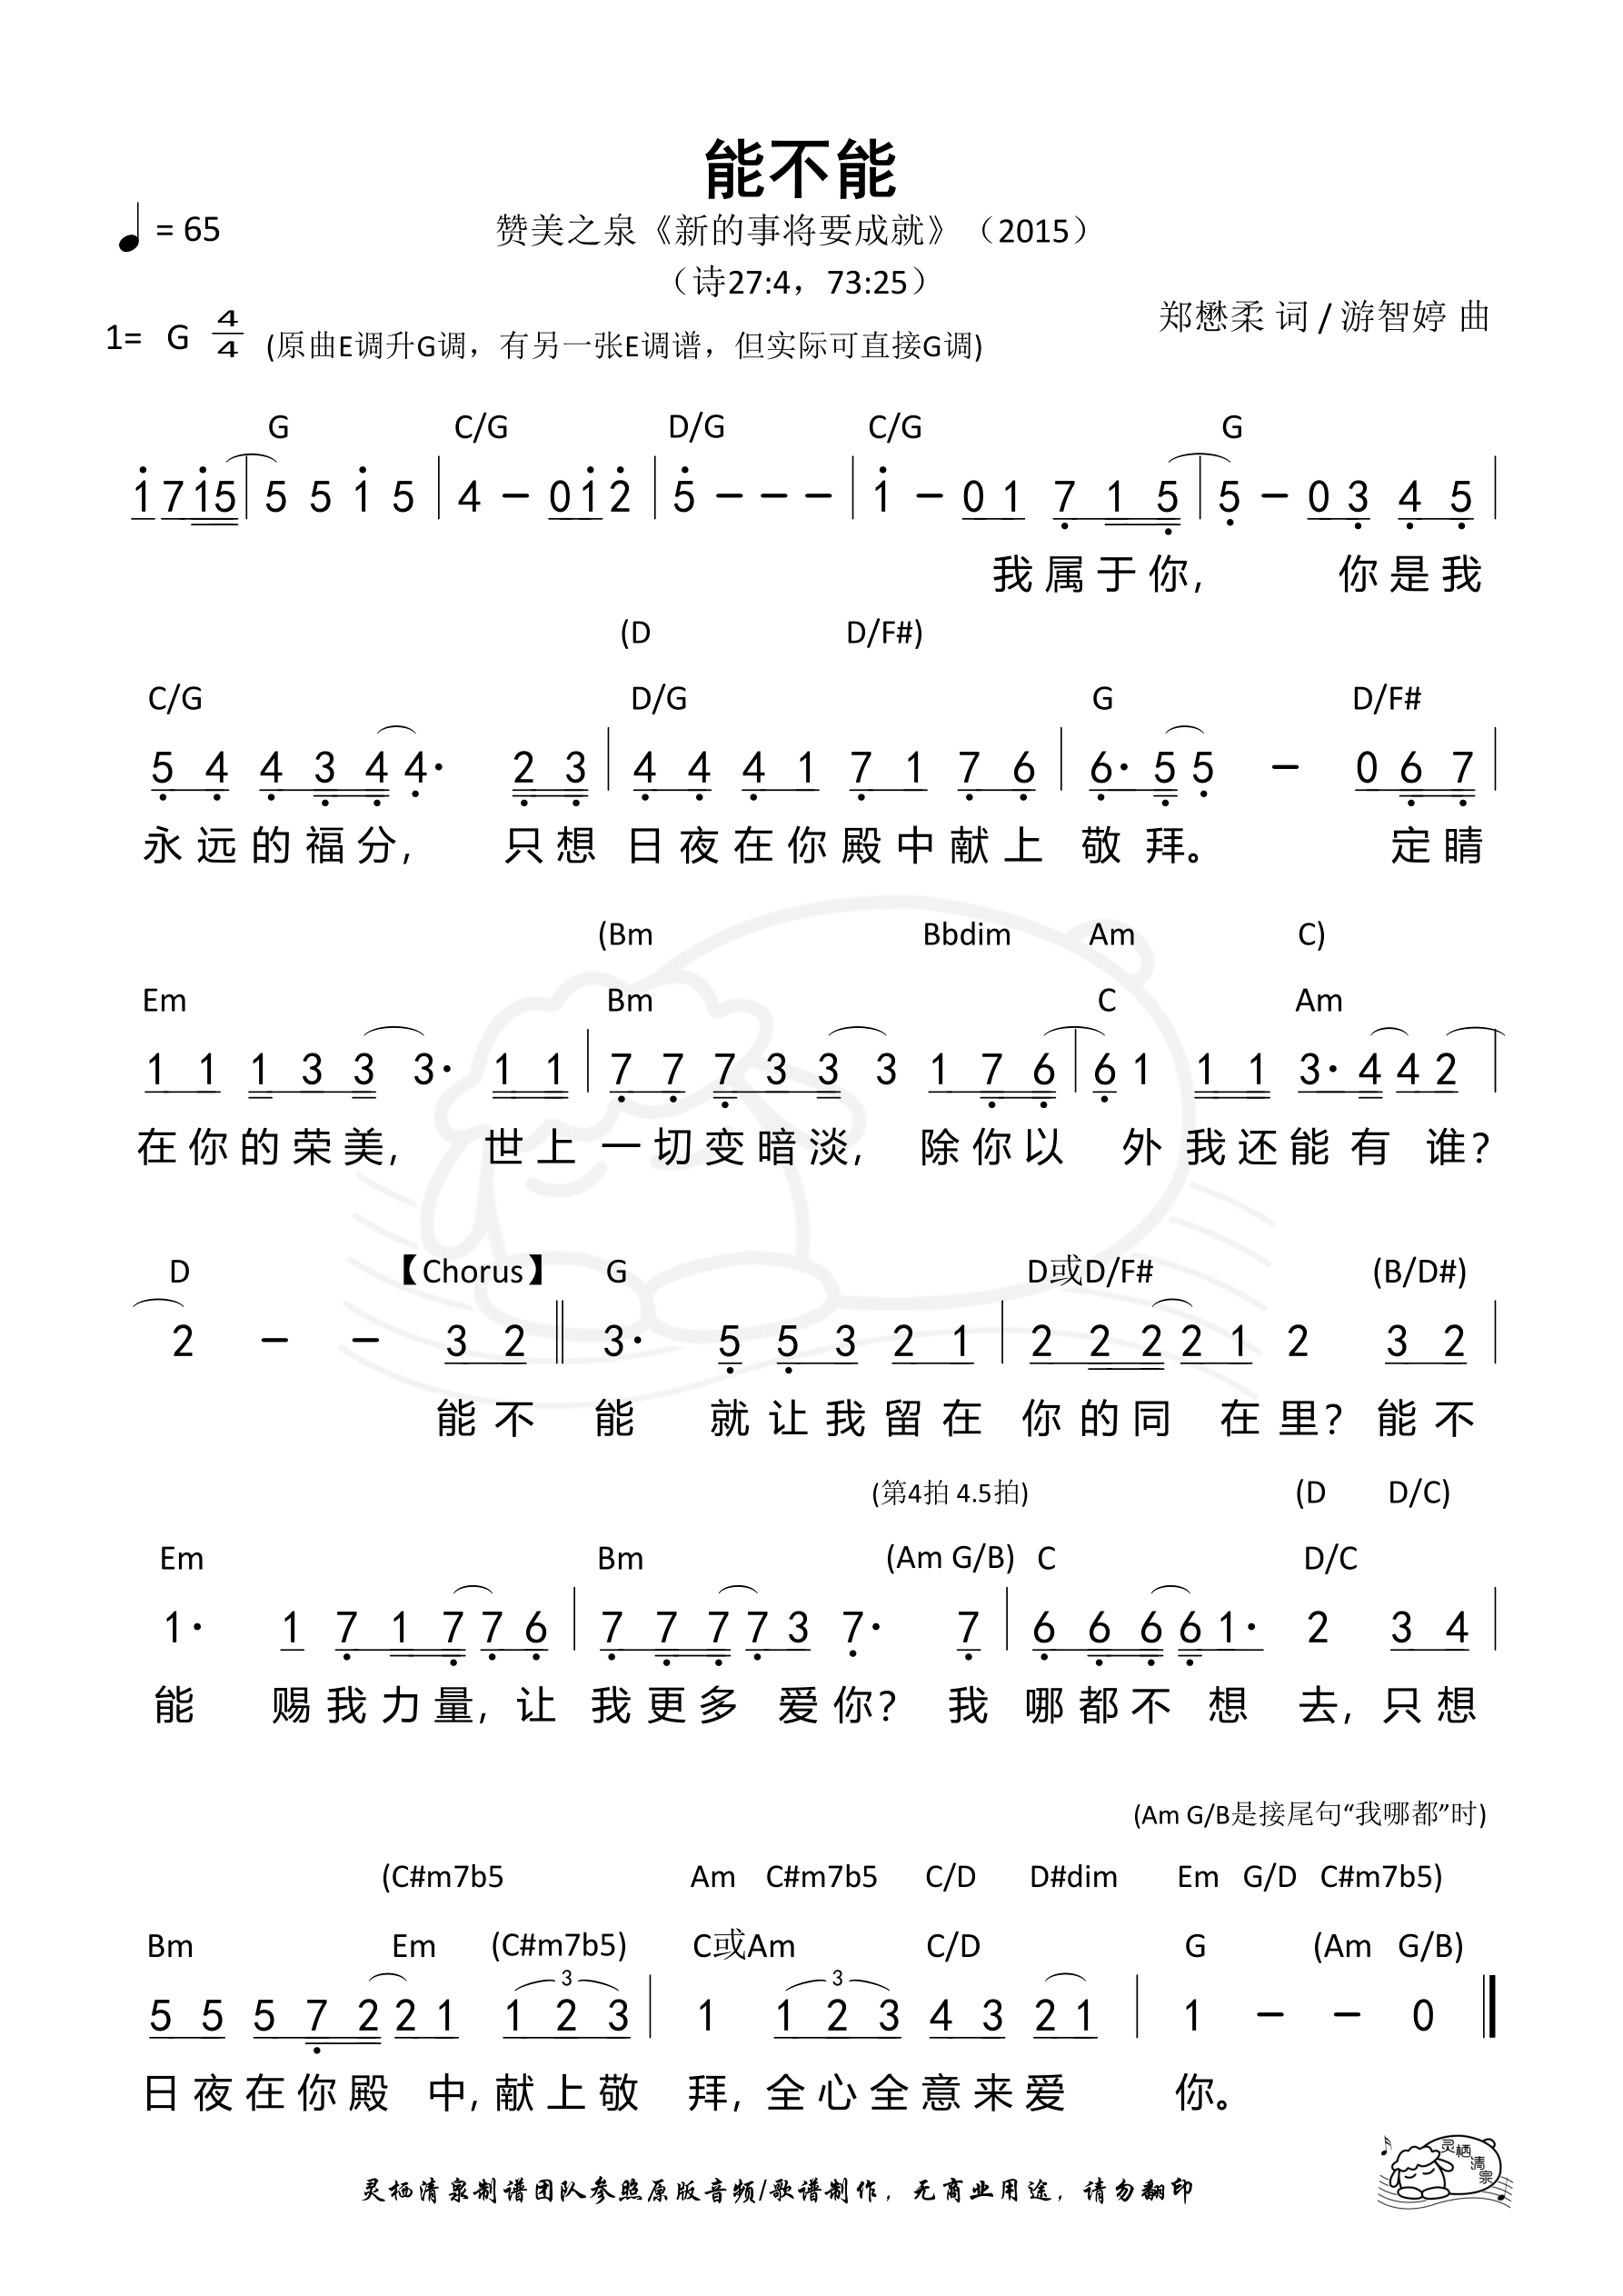 能不能
= 65
赞美之泉《新的事将要成就》（2015）
（诗27:4，73:25）
郑懋柔 词 / 游智婷 曲
1= G 4/4 (原曲E调升G调，有另一张E调谱，但实际可直接G调)
G C/G D/G C/G G
1 7 1 5 | 5 5 1 5 | 4 - 0 1 2 | 5 - - - | 1 - 0 1 7 1 5 | 5 - 0 3 4 5 |
我属于你, 你是我
(D D/F#)
C/G D/G G D/F#
5 4 4 3 4 4· 2 3 | 4 4 4 1 7 1 7 6 | 6· 5 5 - 0 6 7 |
永远的福分, 只想 日夜在你殿中献上 敬拜。 定睛
(Bm Bbdim Am C)
Em Bm C Am
1 1 1 3 3 3· 1 1 | 7 7 7 3 3 3 1 7 6 | 6 1 1 1 3· 4 4 2 |
在你的荣美, 世上一切变暗淡, 除你以 外我还能有 谁?
D 【Chorus】 G D或D/F# (B/D#)
2 - - 3 2 || 3· 5 5 3 2 1 | 2 2 2 2 1 2 3 2 |
能不 能 就让我留在 你的同 在里? 能不
(第4拍 4.5拍) (D D/C)
Em Bm (Am G/B) C D/C
1· 1 7 1 7 7 6 | 7 7 7 7 3 7· 7 | 6 6 6 6 1· 2 3 4 |
能 赐我力量, 让 我更多 爱你? 我 哪都不 想 去, 只想
(Am G/B是接尾句“我哪都”时)
(C#m7b5 Am C#m7b5 C/D D#dim Em G/D C#m7b5)
Bm Em (C#m7b5) C或Am C/D G (Am G/B)
3 3
5 5 5 7 2 2 1 1 2 3 | 1 1 2 3 4 3 2 1 | 1 - - 0 ||
日夜在你殿 中, 献上敬 拜, 全心全意来爱 你。
灵栖清泉
灵栖清泉制谱团队参照原版音频/歌谱制作，无商业用途，请勿翻印